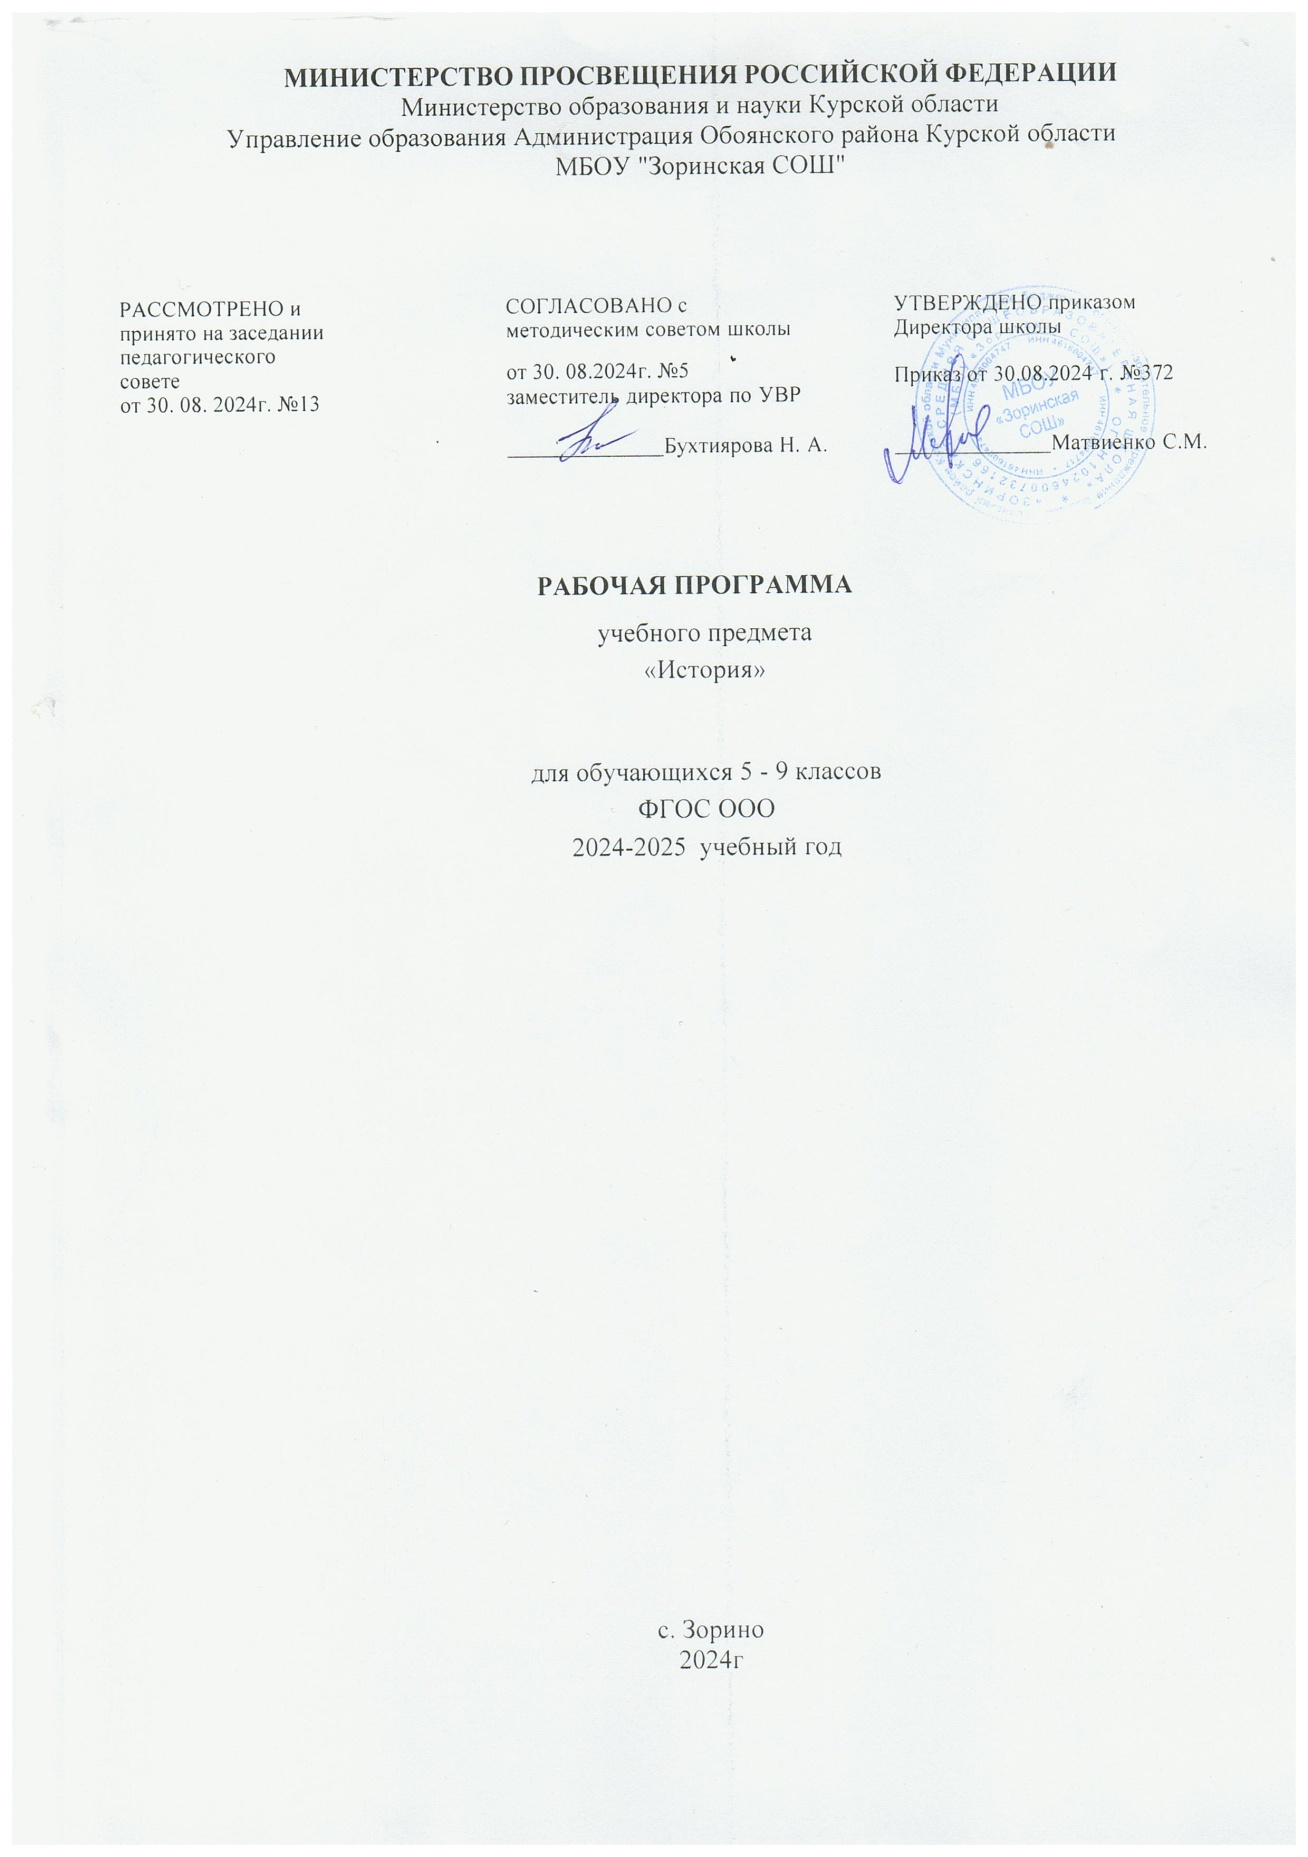 МИНИСТЕРСТВО ПРОСВЕЩЕНИЯ РОССИЙСКОЙ ФЕДЕРАЦИИ
Министерство образования и науки Курской области
Управление образования Администрация Обоянского района Курской области
МБОУ "Зоринская СОШ"
РАССМОТРЕНО и
принято на заседании
педагогического
совете
от 30. 08. 2024г. №13
СОГЛАСОВАНО с
методическим советом школы
от 30. 08.2024г. №5
заместитель директора по УВР
Бухтиярова Н. А.
УТВЕРЖДЕНО приказом
Директора школы
Приказ от 30.08.2024 г. №372
Матвиенко С.М.
МБОУ
«Зоринская
СОШ»
РАБОЧАЯ ПРОГРАММА
учебного предмета
«История»
для обучающихся 5 - 9 классов
ФГОС ООО
2024-2025 учебный год
с. Зорино
2024г